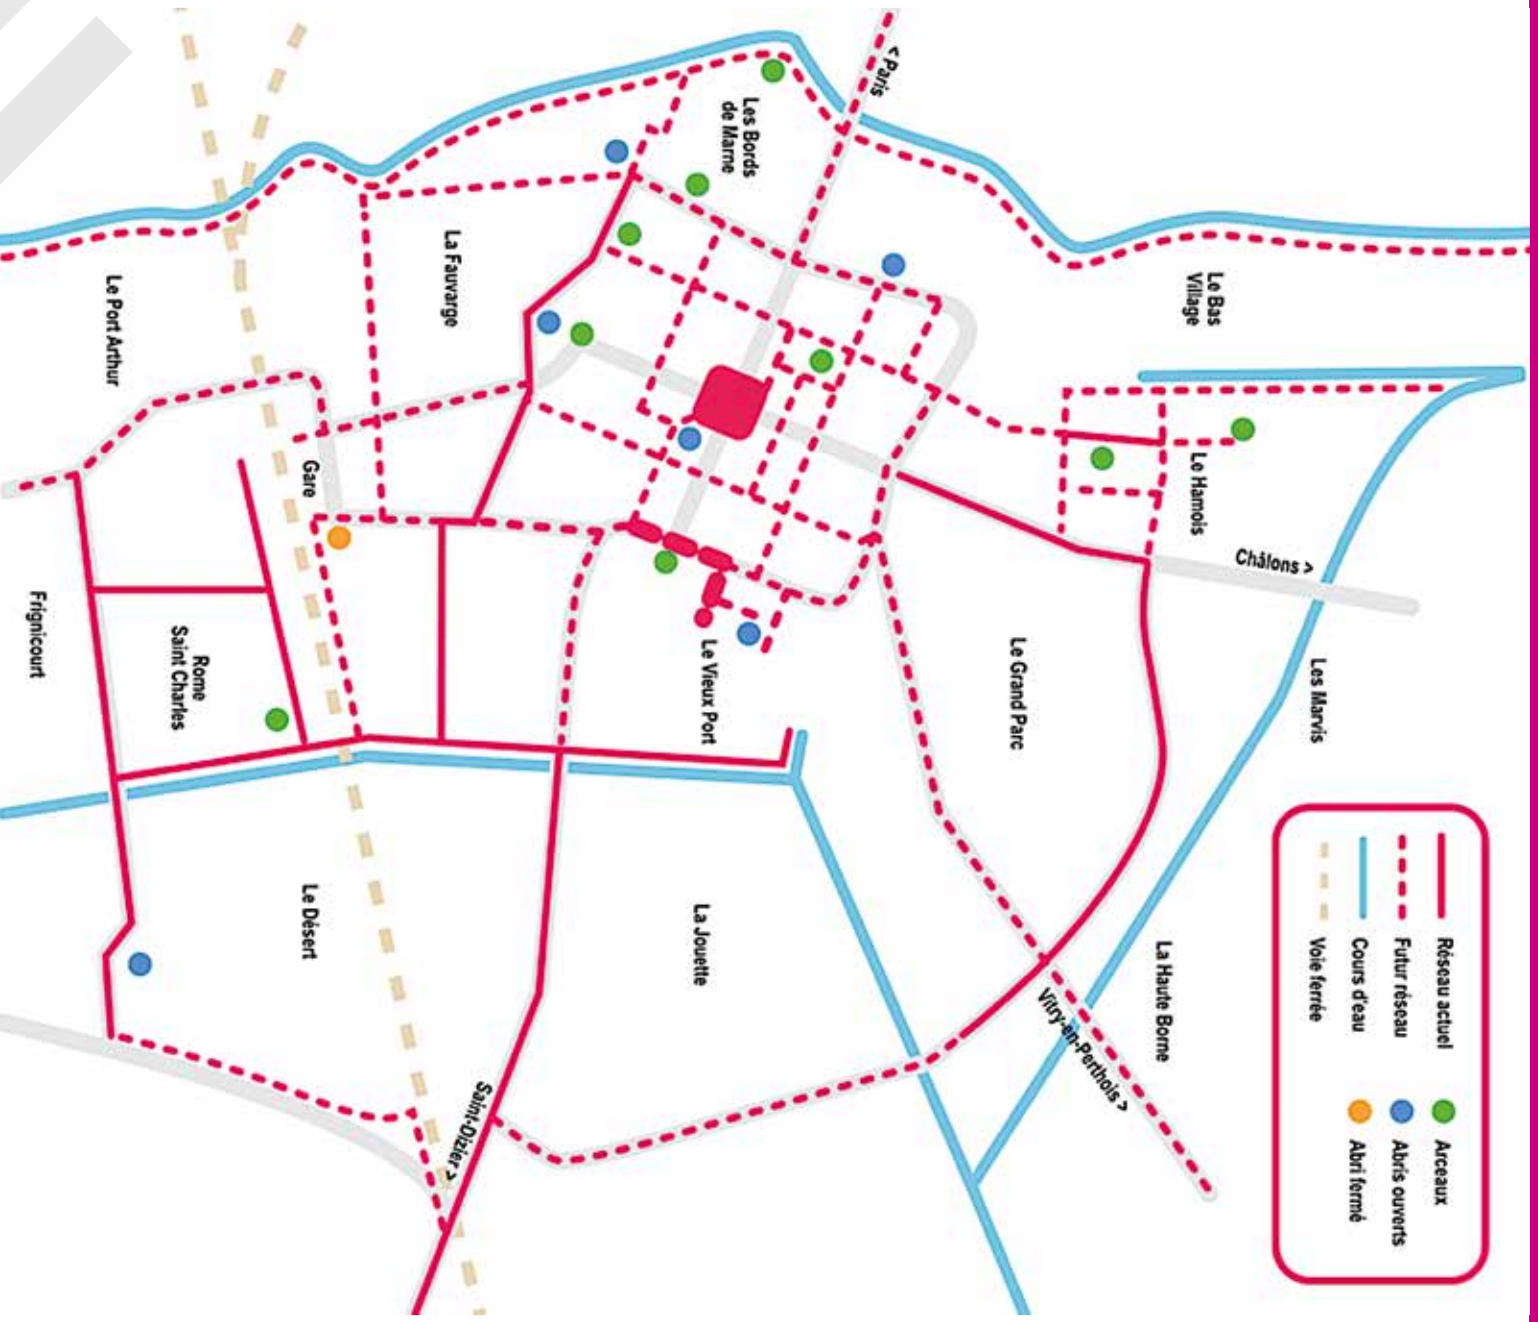 < Paris
Les Bords
de Marne
Le Bas
Village
La Fauvarge
Le Port Arthur
Le Hamois
Gare
Châlons >
Frignicourt
Rome
Saint Charles
Le Vieux Port
Le Grand Parc
Les Marvis
Le Désert
La Jouette
La Haute Borne
Vitry-en-Perthois >
Saint-Dizier >
Réseau actuel
Futur réseau
Cours d'eau
Voie ferrée
Arceaux
Abris ouverts
Abri fermé